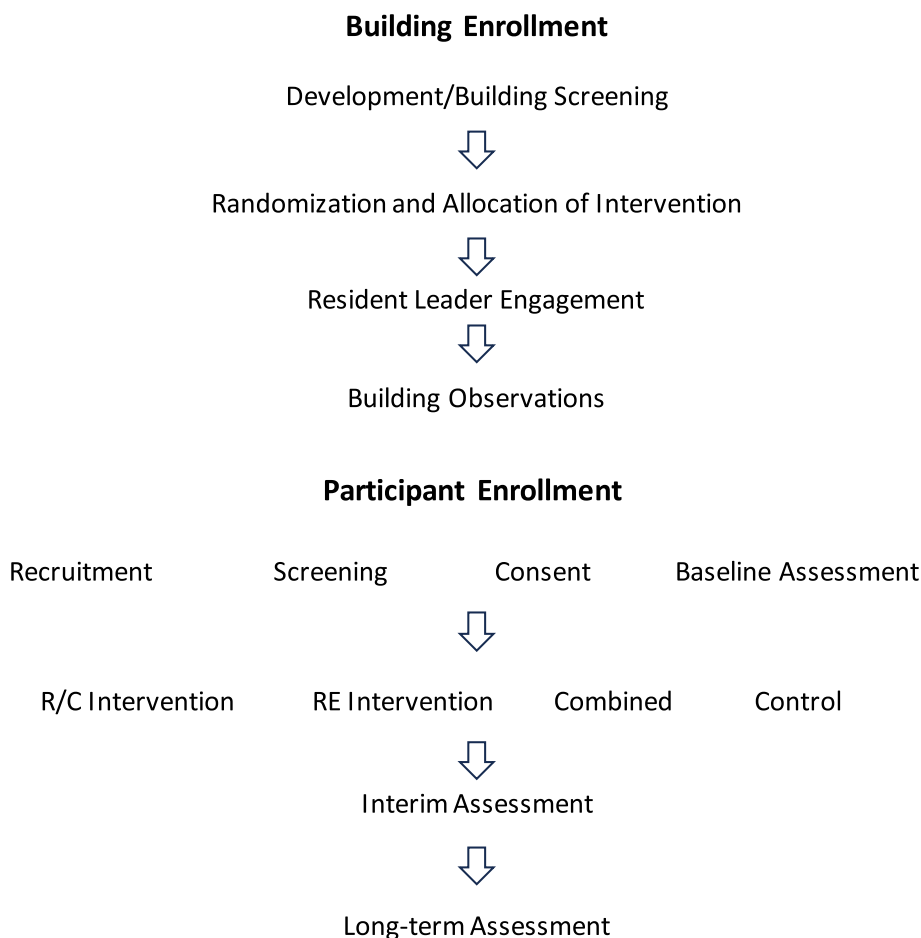 Building Enrollment
Development/Building Screening
Randomization and Allocation of Intervention
Resident Leader Engagement
Building Observations
Participant Enrollment
Recruitment Screening Consent Baseline Assessment
R/C Intervention RE Intervention Combined Control
Interim Assessment
Long-term Assessment